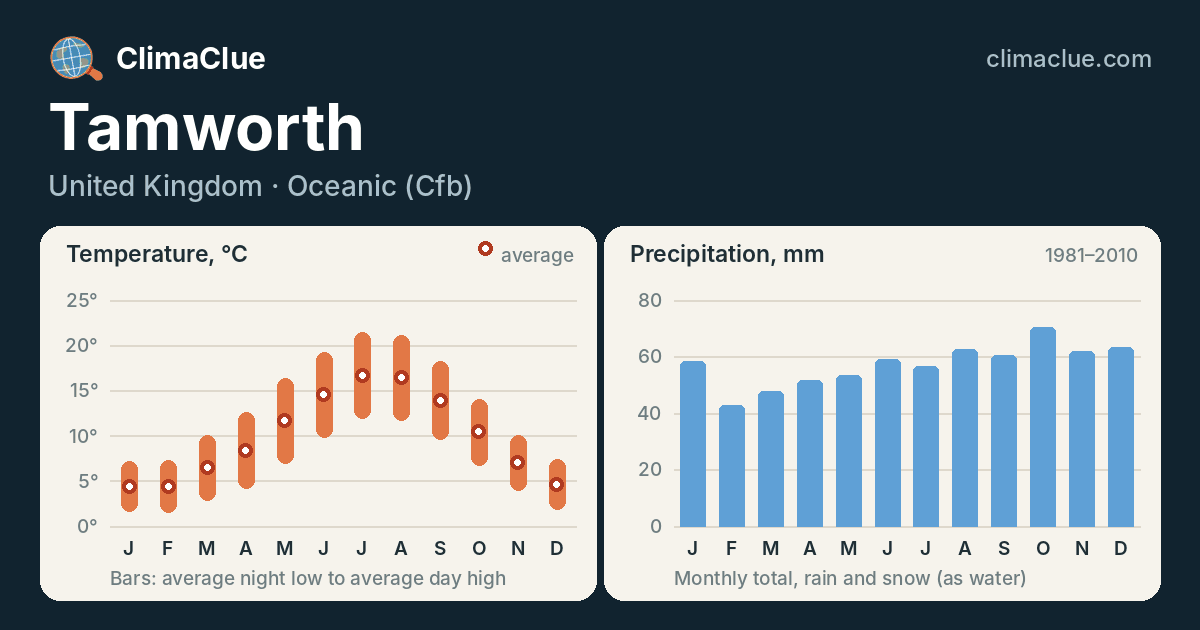 ClimaClue
climaclue.com
Tamworth
United Kingdom · Oceanic (Cfb)
Temperature, °C
average
25°
20°
15°
10°
5°
0°
J F M A M J J A S O N D
Bars: average night low to average day high
Precipitation, mm
1981–2010
80
60
40
20
0
J F M A M J J A S O N D
Monthly total, rain and snow (as water)